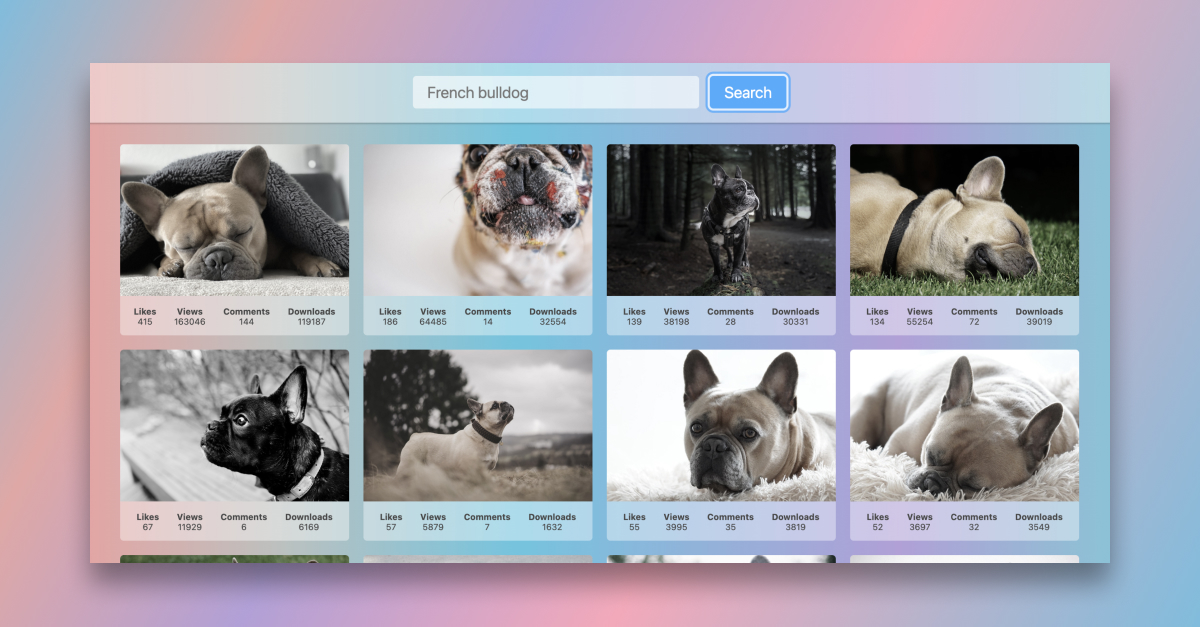 French bulldog
Search
Likes Views Comments Downloads
415 163046 144 119187
Likes Views Comments Downloads
186 64485 14 32554
Likes Views Comments Downloads
139 38198 28 30331
Likes Views Comments Downloads
134 55254 72 39019
Likes Views Comments Downloads
67 11929 6 6169
Likes Views Comments Downloads
57 5879 7 1632
Likes Views Comments Downloads
55 3995 35 3819
Likes Views Comments Downloads
52 3697 32 3549